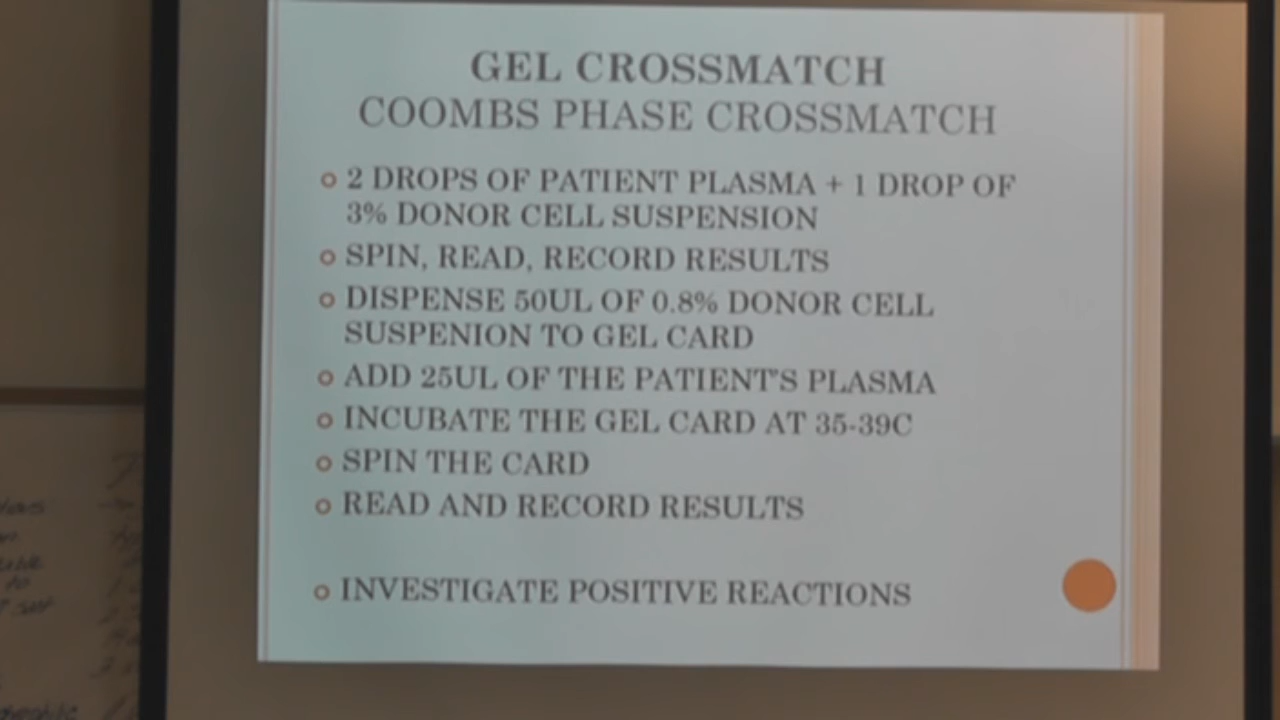 GEL CROSSMATCH
COOMBS PHASE CROSSMATCH
2 DROPS OF PATIENT PLASMA + 1 DROP OF
3% DONOR CELL SUSPENSION
SPIN, READ, RECORD RESULTS
DISPENSE 50UL OF 0.8% DONOR CELL
SUSPENION TO GEL CARD
ADD 25UL OF THE PATIENT'S PLASMA
INCUBATE THE GEL CARD AT 35-39C
SPIN THE CARD
READ AND RECORD RESULTS
INVESTIGATE POSITIVE REACTIONS
to